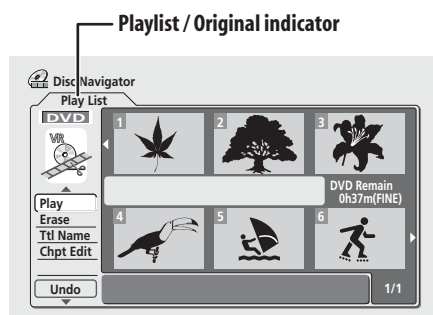 Playlist / Original indicator
Disc Navigator
Play List
DVD
VR
1
2
3
Play
DVD Remain
0h37m(FINE)
Erase
Ttl Name
Chpt Edit
4
5
6
Undo
1/1